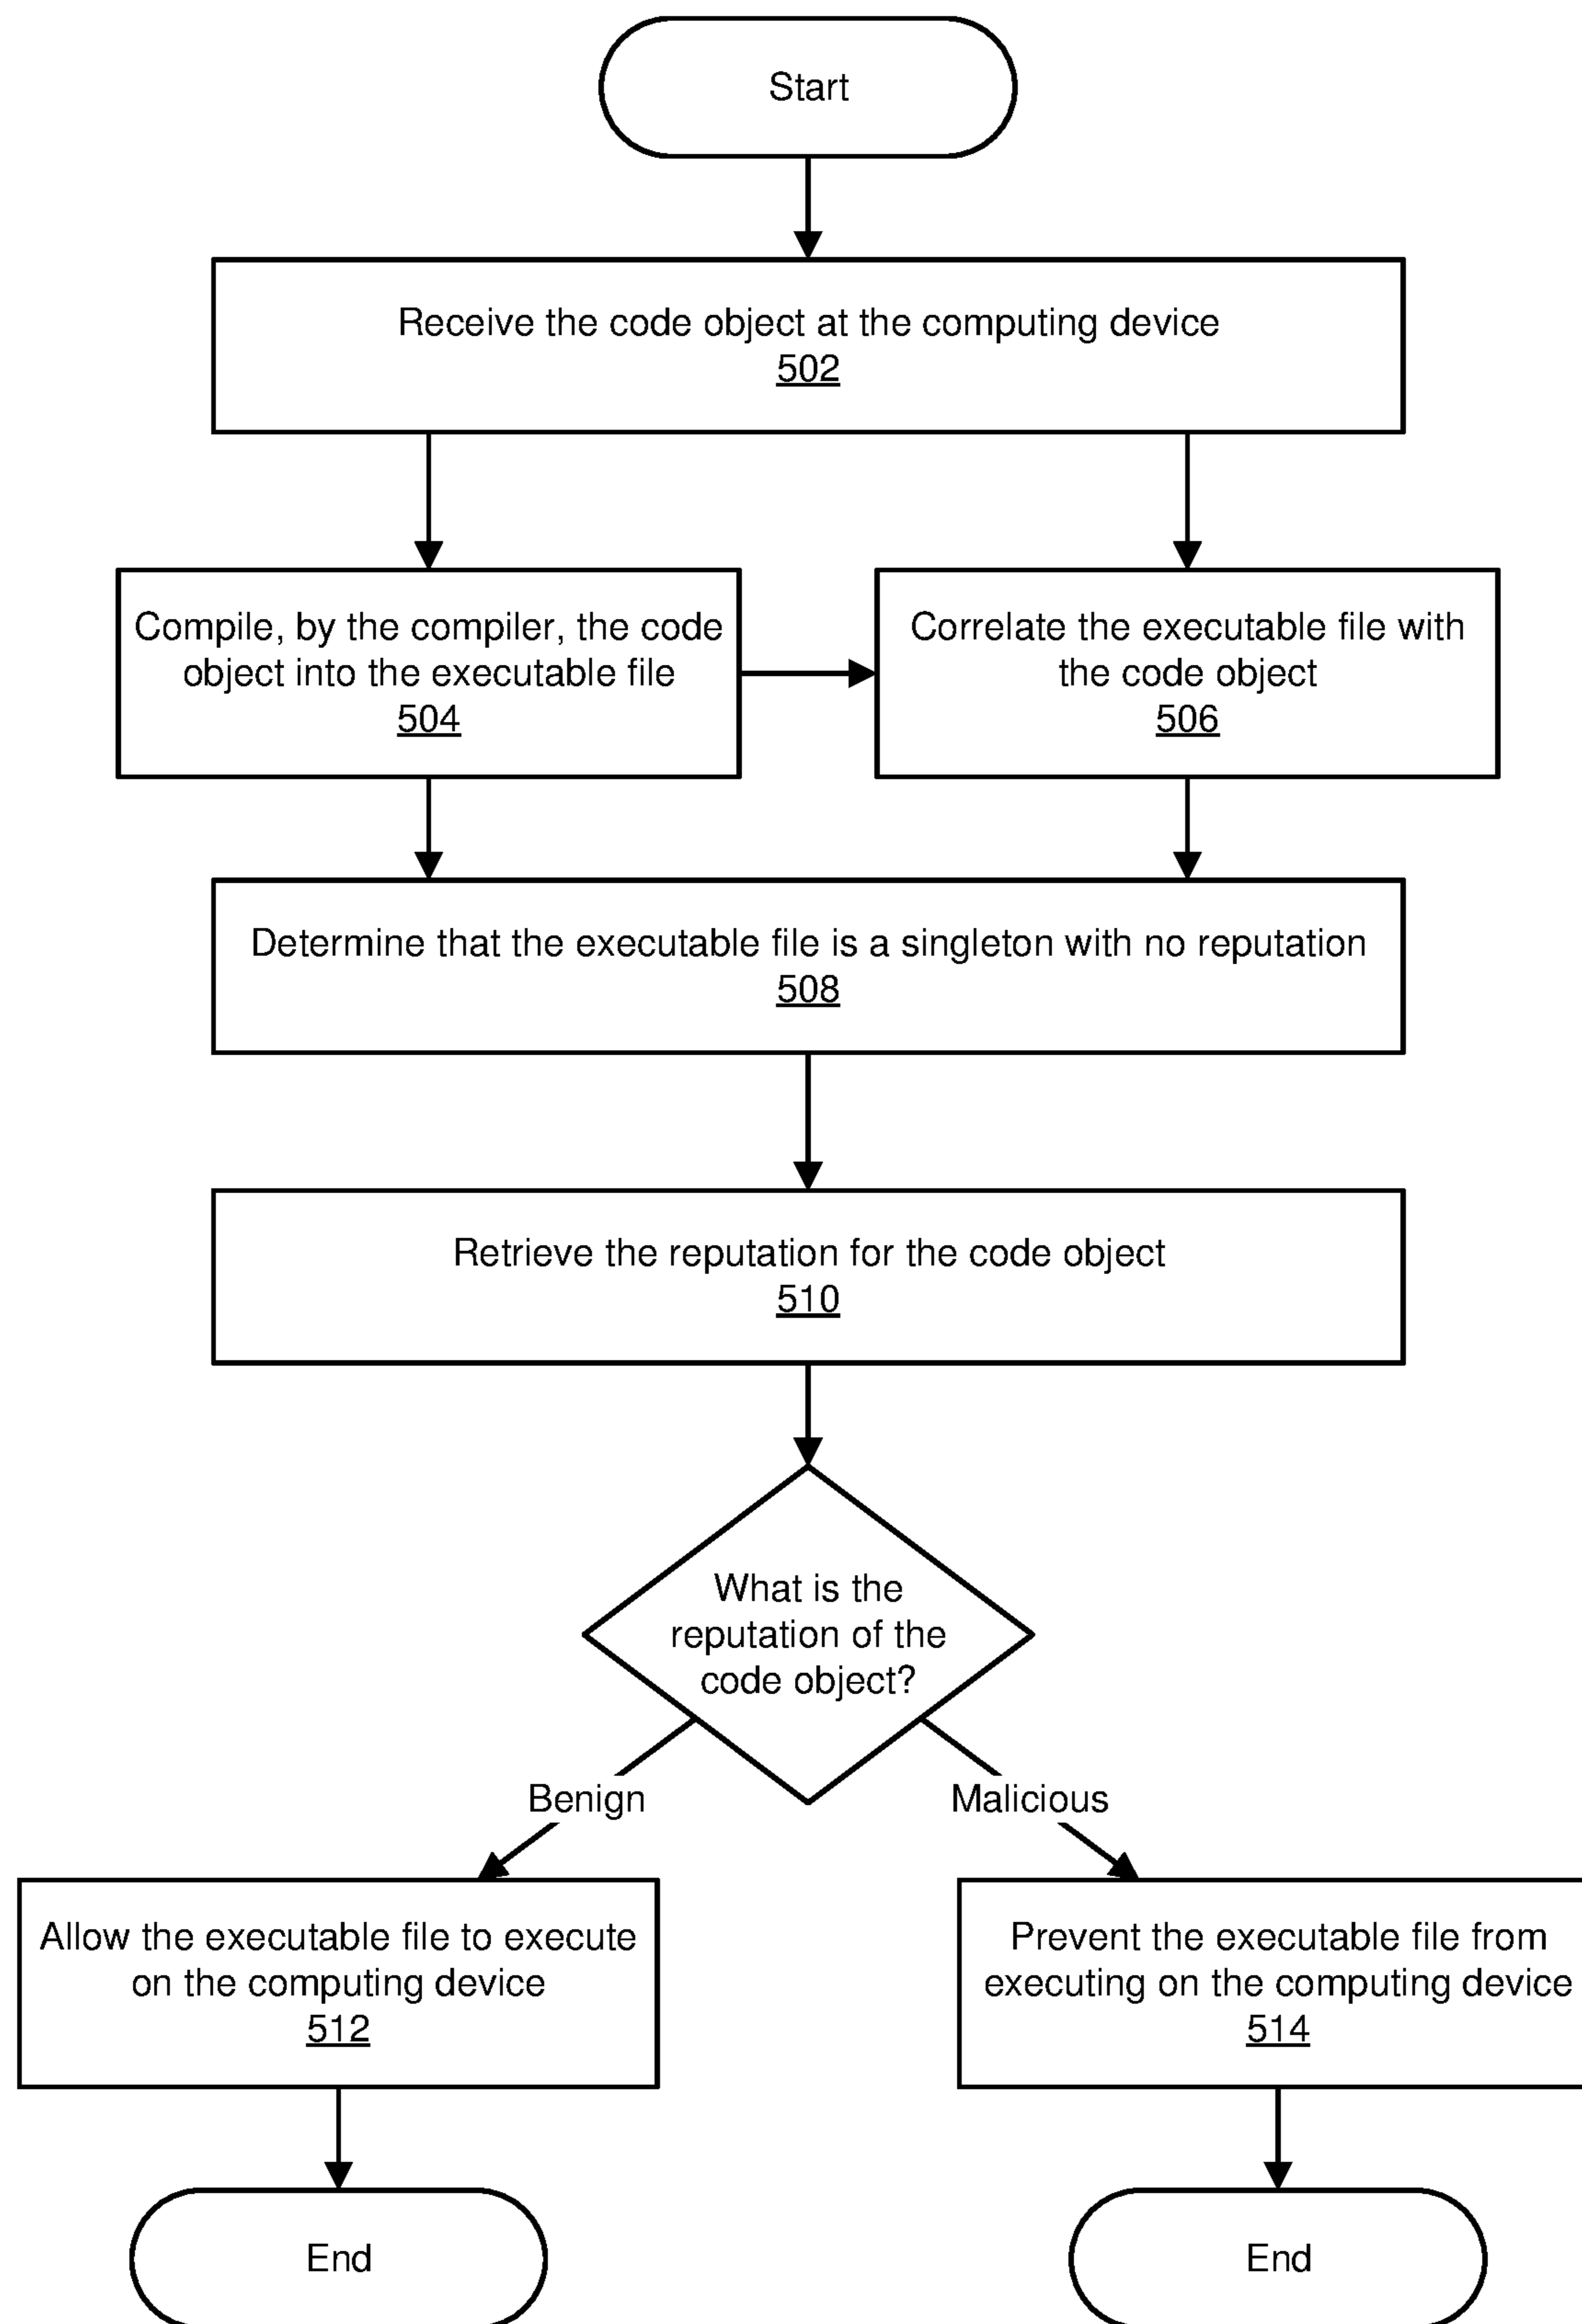 Start
Receive the code object at the computing device
502
Compile, by the compiler, the code
object into the executable file
504
Correlate the executable file with
the code object
506
Determine that the executable file is a singleton with no reputation
508
Retrieve the reputation for the code object
510
What is the
reputation of the
code object?
Benign
Malicious
Allow the executable file to execute
on the computing device
512
Prevent the executable file from
executing on the computing device
514
End
End